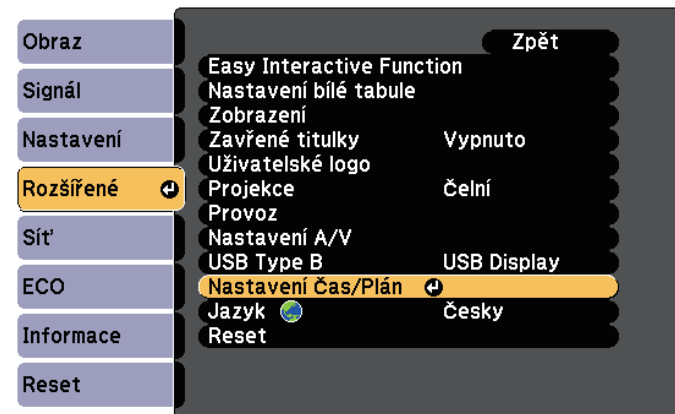 Obraz
Signál
Nastavení
Rozšířené
Síť
ECO
Informace
Reset
Zpět
Easy Interactive Function
Nastavení bílé tabule
Zobrazení
Zavřené titulky Vypnuto
Uživatelské logo
Projekce Čelní
Provoz
Nastavení A/V
USB Type B USB Display
Nastavení Čas/Plán
Jazyk Česky
Reset